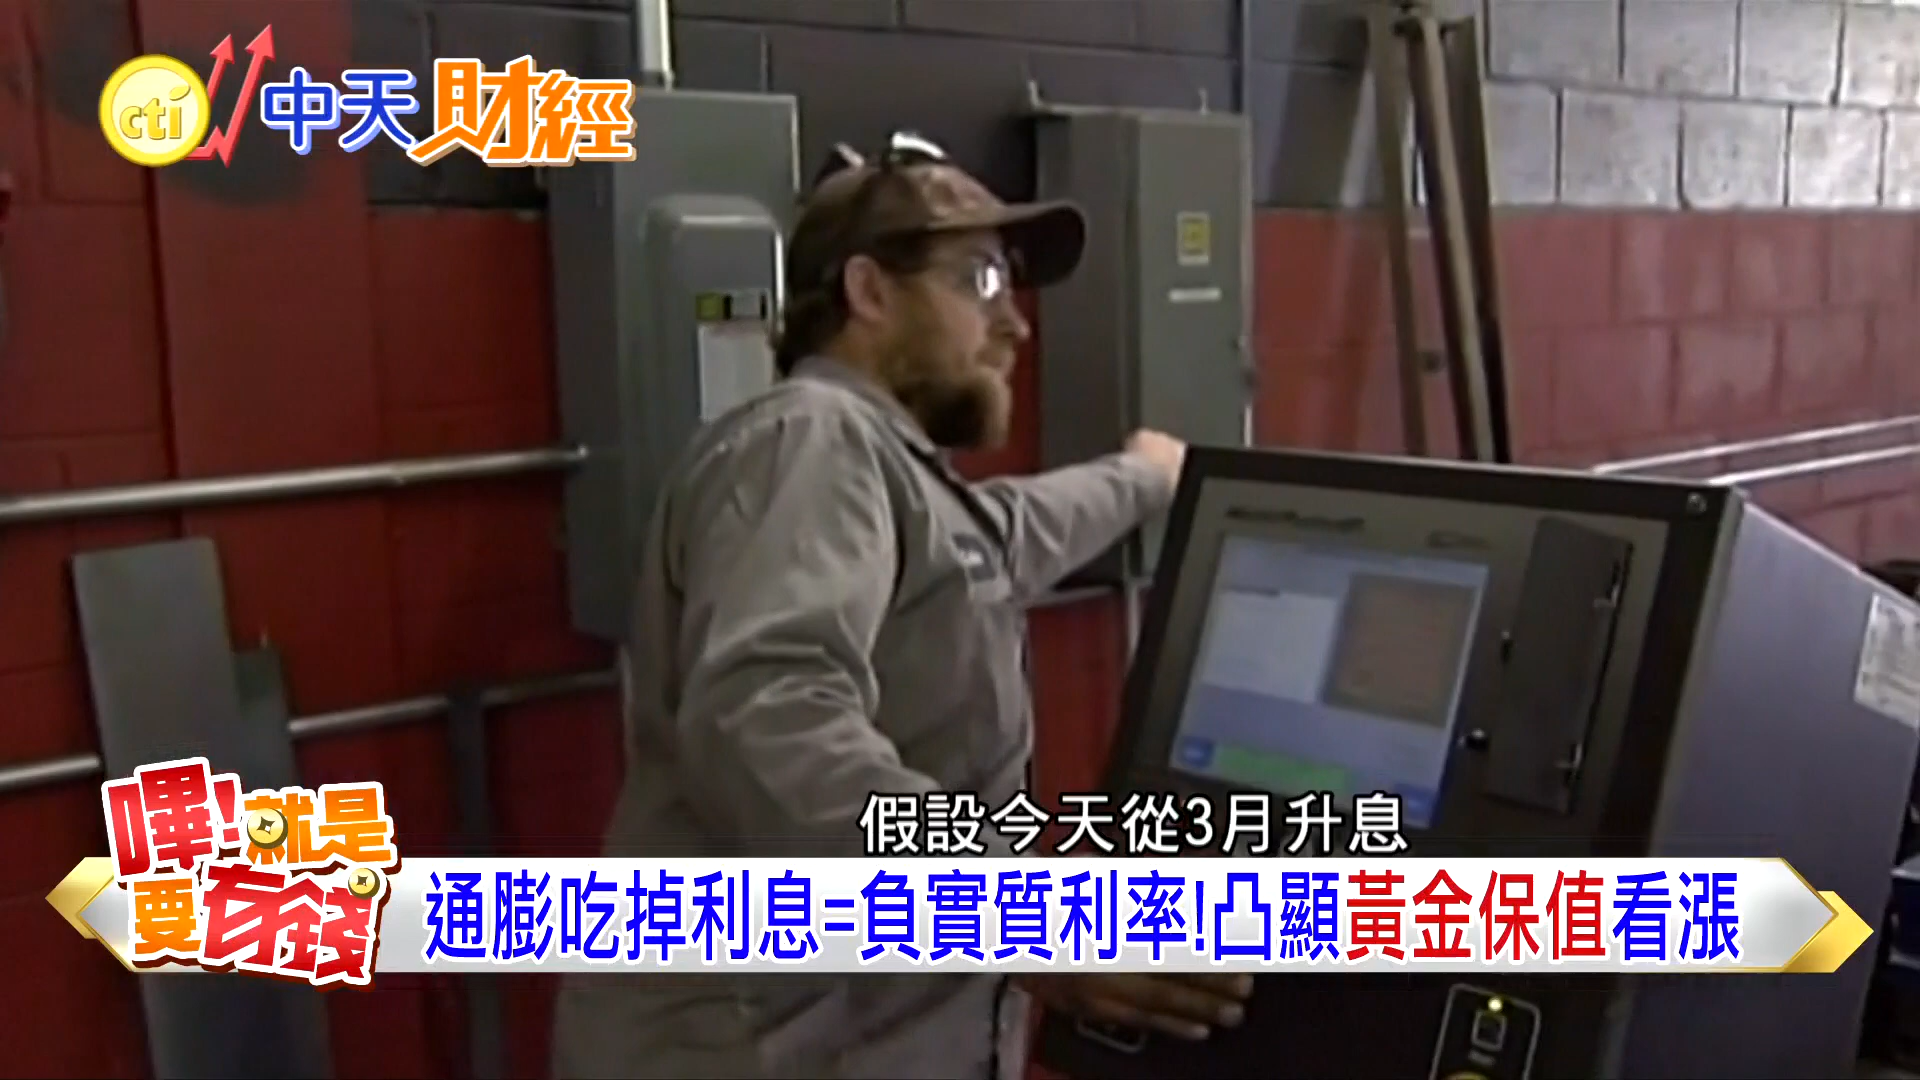 cti 中天財經
假設今天從3月升息
嗶!就是
要有錢
通膨吃掉利息=負實質利率!凸顯黃金保值看漲